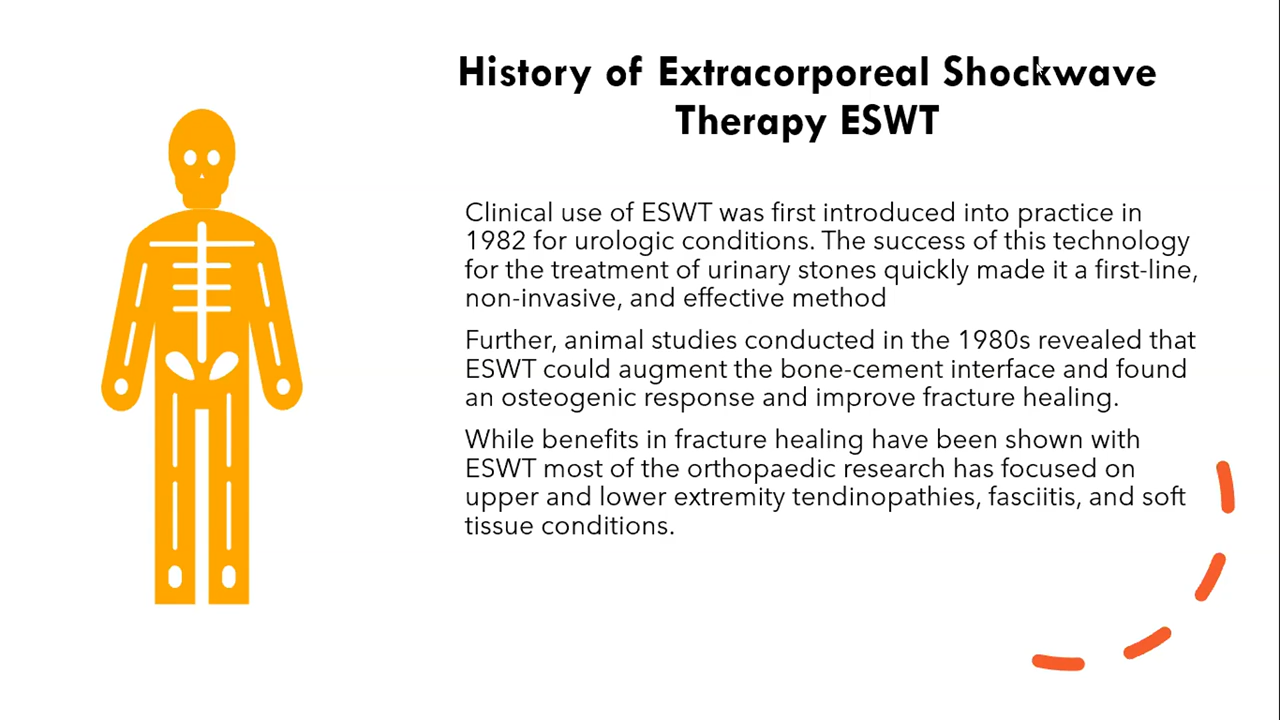 History of Extracorporeal Shockwave
Therapy ESWT
Clinical use of ESWT was first introduced into practice in
1982 for urologic conditions. The success of this technology
for the treatment of urinary stones quickly made it a first-line,
non-invasive, and effective method
Further, animal studies conducted in the 1980s revealed that
ESWT could augment the bone-cement interface and found
an osteogenic response and improve fracture healing.
While benefits in fracture healing have been shown with
ESWT most of the orthopaedic research has focused on
upper and lower extremity tendinopathies, fasciitis, and soft
tissue conditions.